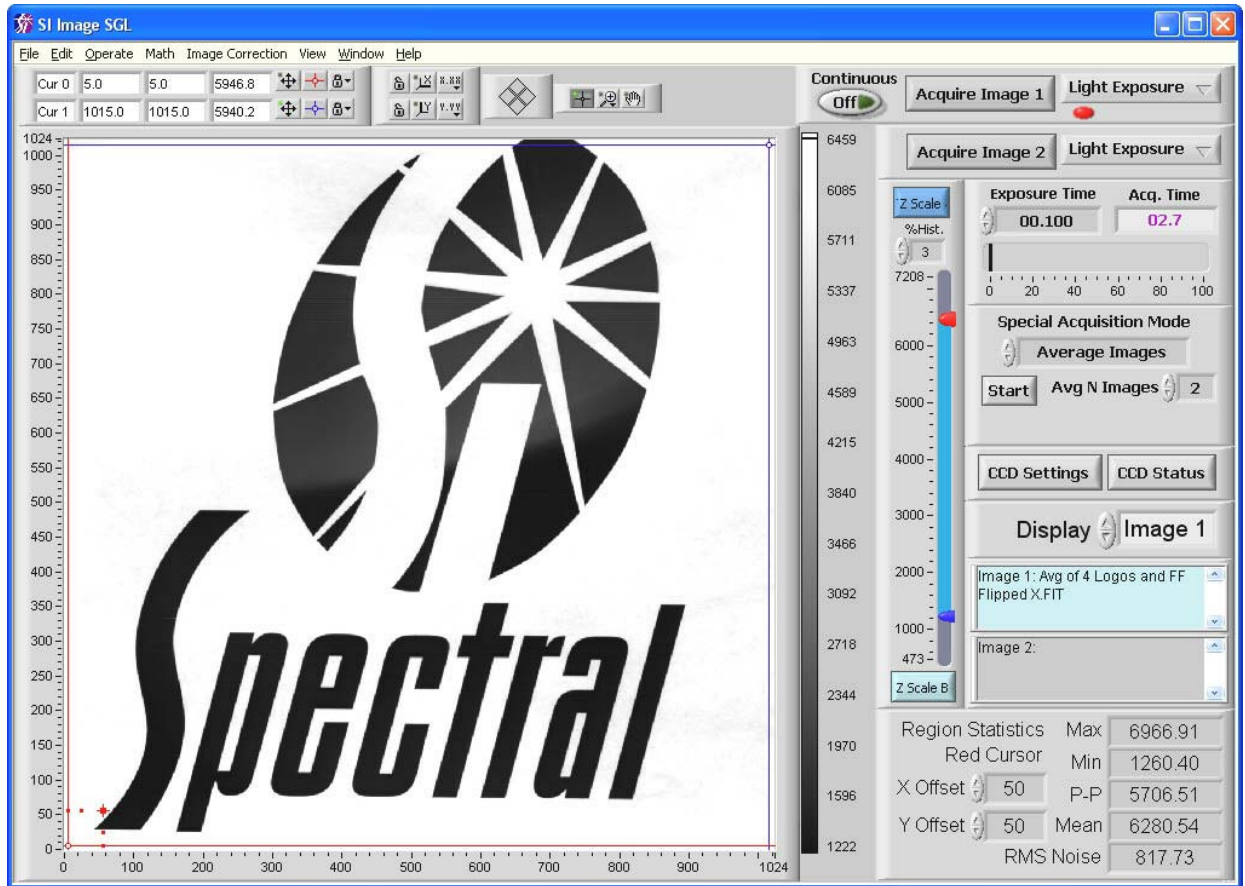 SI Image SGL
File Edit Operate Math Image Correction View Window Help
Cur 0 5.0 5.0 5946.8
Cur 1 1015.0 1015.0 5940.2
X X.XX
Y Y.YY
Continuous
Off
Acquire Image 1
Light Exposure
Acquire Image 2
Light Exposure
1024
1000
950
900
850
800
750
700
650
600
550
500
450
400
350
300
250
200
150
100
50
0
0 100 200 300 400 500 600 700 800 900 1024
Si
Spectral
6459
6085
5711
5337
4963
4589
4215
3840
3466
3092
2718
2344
1970
1596
1222
Z Scale
%Hist.
3
7208
6000
5000
4000
3000
2000
1000
473
Z Scale B
Exposure Time Acq. Time
00.100 02.7
0 20 40 60 80 100
Special Acquisition Mode
Average Images
Start Avg N Images 2
CCD Settings CCD Status
Display Image 1
Image 1: Avg of 4 Logos and FF
Flipped X.FIT
Image 2:
Region Statistics
Red Cursor
X Offset 50
Y Offset 50
Max 6966.91
Min 1260.40
P-P 5706.51
Mean 6280.54
RMS Noise 817.73